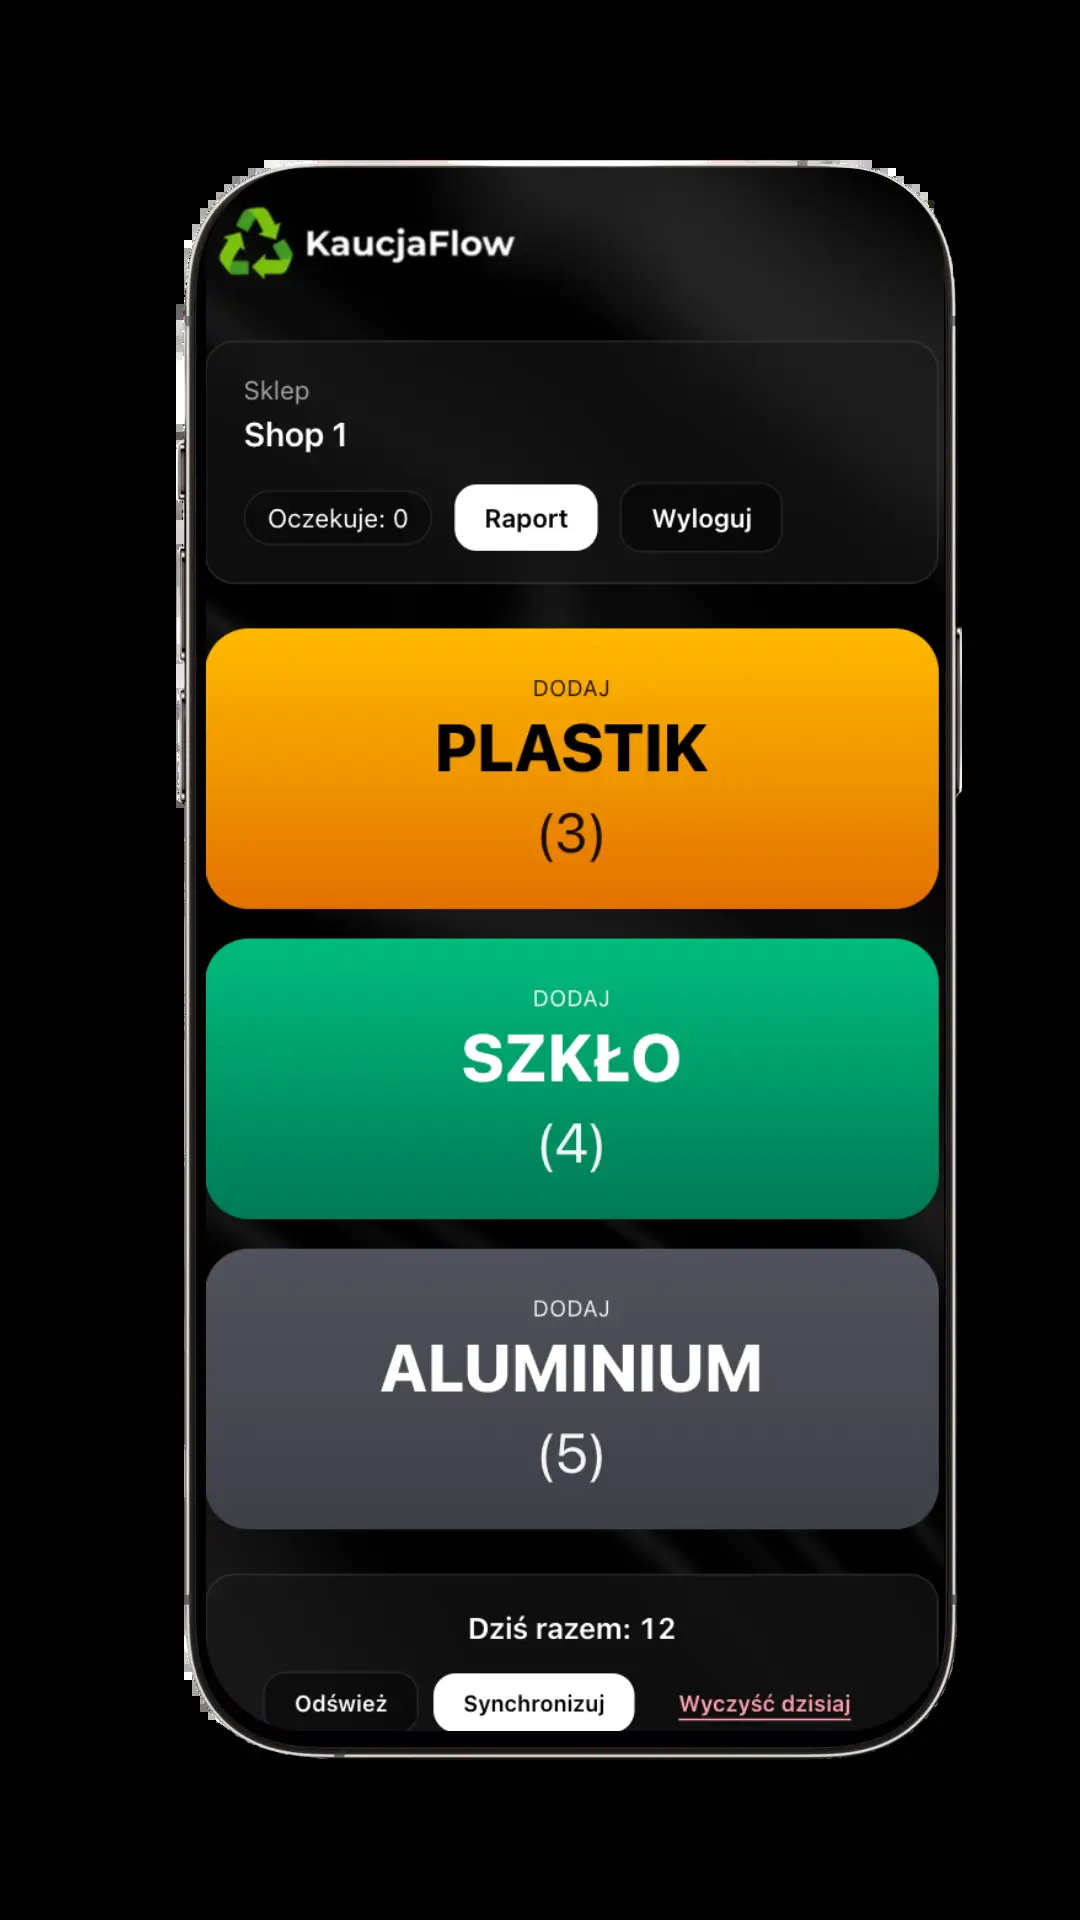 KaucjaFlow
Sklep
Shop 1
Oczekuje: 0
Raport
Wyloguj
DODAJ
PLASTIK
(3)
DODAJ
SZKŁO
(4)
DODAJ
ALUMINIUM
(5)
Dziś razem: 12
Odśwież
Synchronizuj
Wyczyść dzisiaj